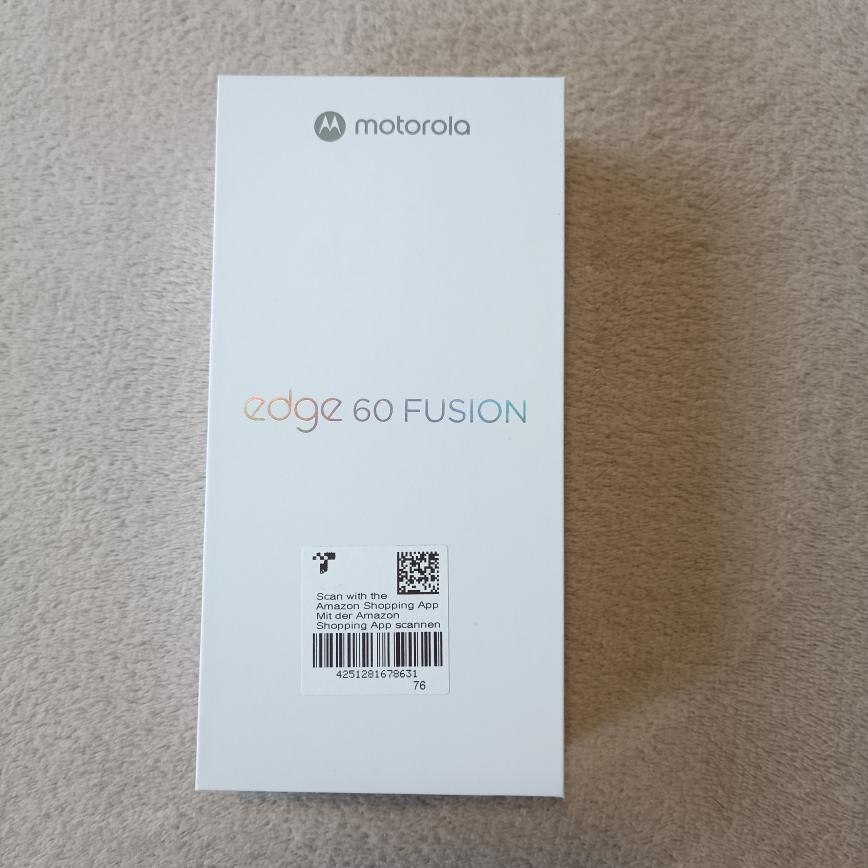 motorola
edge 60 FUSION
Scan with the
Amazon Shopping App
Mit der Amazon
Shopping App scannen
4251281678631
76